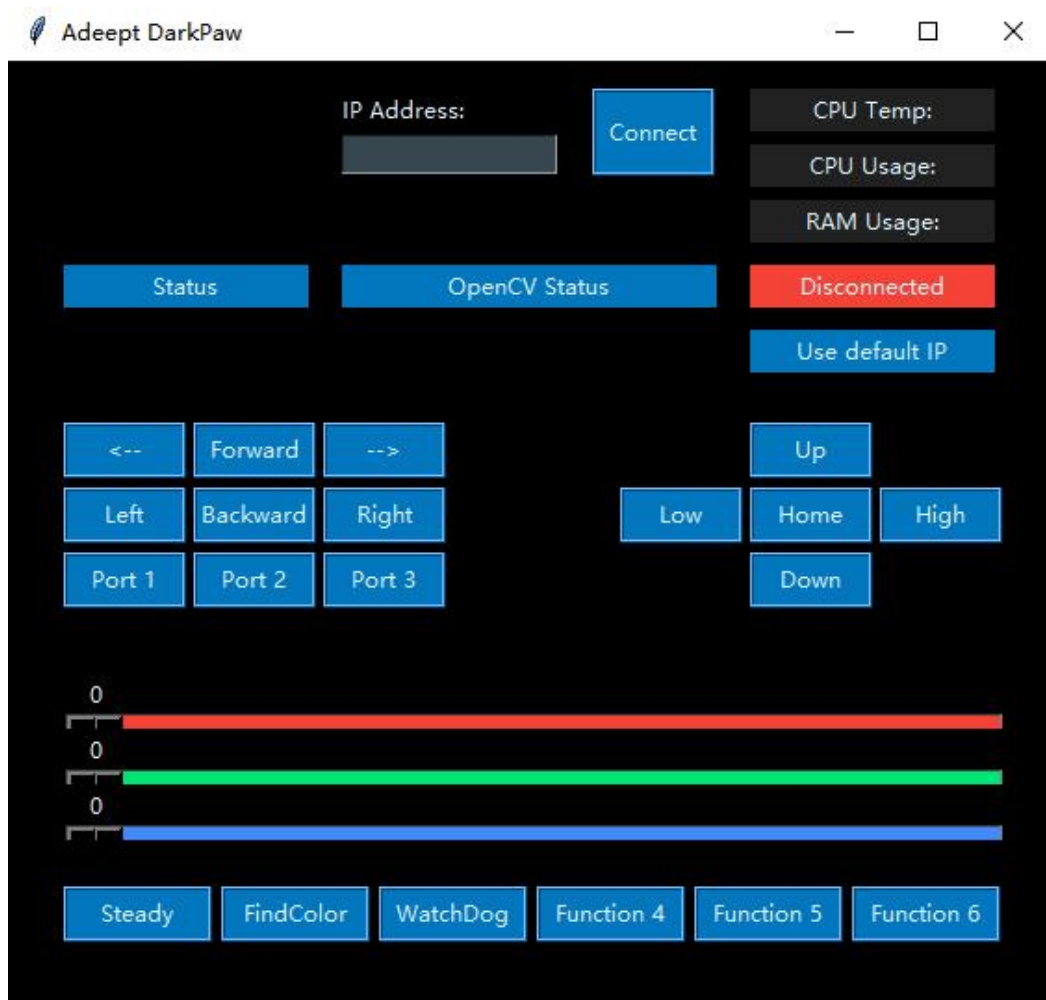 Adeept DarkPaw
IP Address:
Connect
CPU Temp:
CPU Usage:
RAM Usage:
Status
OpenCV Status
Disconnected
Use default IP
<-- Forward -->
Up
Left Backward Right
Low Home High
Port 1 Port 2 Port 3
Down
0
0
0
Steady FindColor WatchDog Function 4 Function 5 Function 6